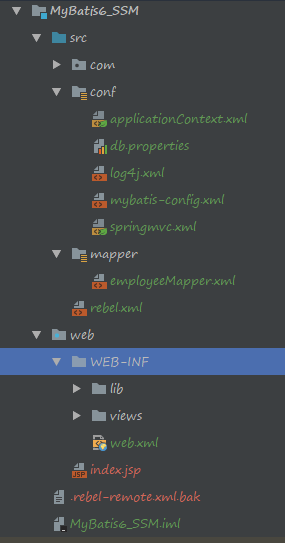 MyBatis6_SSM
src
com
conf
applicationContext.xml
db.properties
log4j.xml
mybatis-config.xml
springmvc.xml
mapper
employeeMapper.xml
rebel.xml
web
WEB-INF
lib
views
web.xml
JSP index.jsp
.rebel-remote.xml.bak
MyBatis6_SSM.iml